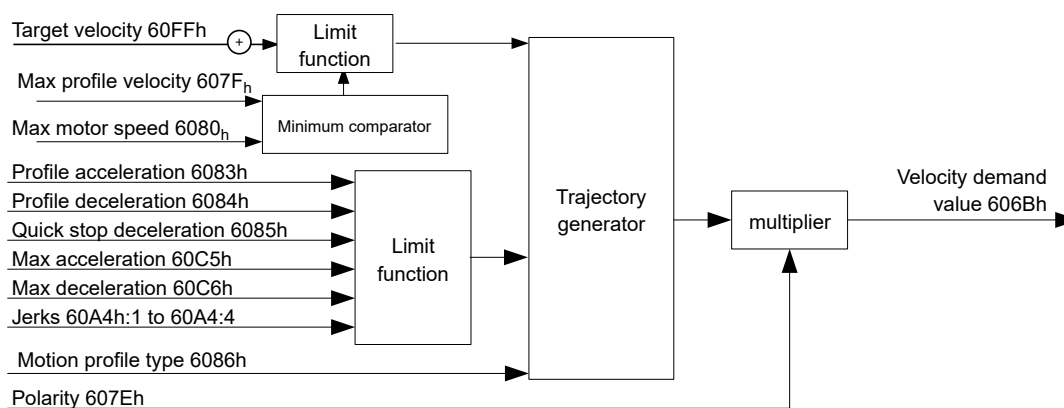 Target velocity 60FFh
+
Limit
function
Max profile velocity 607Fh
Minimum comparator
Max motor speed 6080h
Profile acceleration 6083h
Profile deceleration 6084h
Quick stop deceleration 6085h
Max acceleration 60C5h
Max deceleration 60C6h
Jerks 60A4h:1 to 60A4:4
Limit
function
Motion profile type 6086h
Polarity 607Eh
Trajectory
generator
multiplier
Velocity demand
value 606Bh